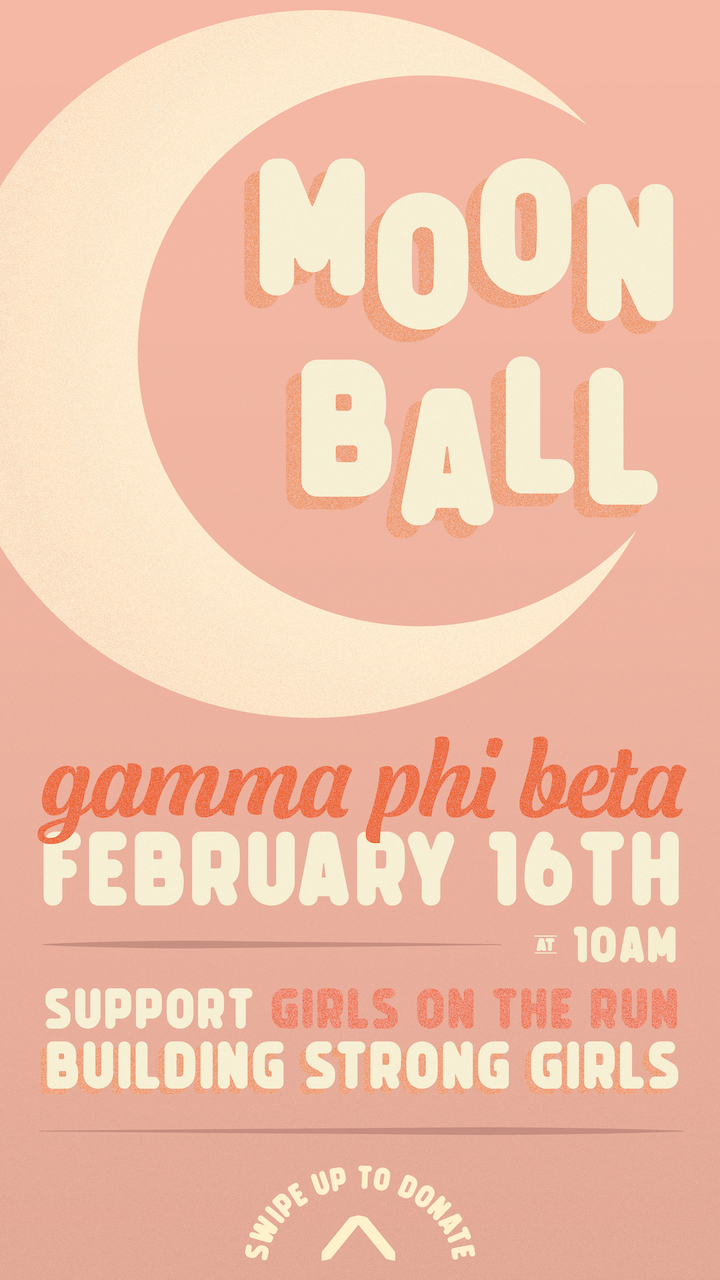 MOON
BALL
gamma phi beta
FEBRUARY 16TH
AT 10AM
SUPPORT GIRLS ON THE RUN
BUILDING STRONG GIRLS
SWIPE UP TO DONATE